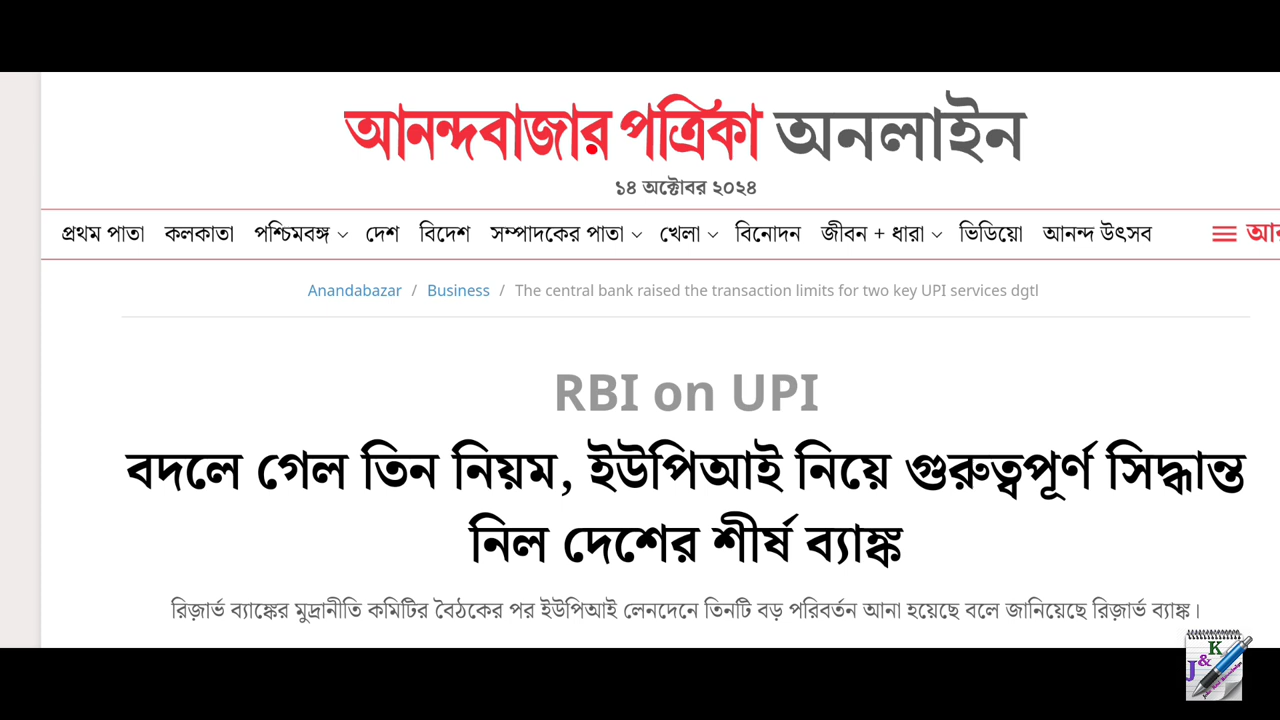 আনন্দবাজার পত্রিকা অনলাইন
১৪ অক্টোবর ২০২৪
প্রথম পাতা কলকাতা পশ্চিমবঙ্গ দেশ বিদেশ সম্পাদকের পাতা খেলা বিনোদন জীবন + ধারা ভিডিয়ো আনন্দ উৎসব
Anandabazar / Business / The central bank raised the transaction limits for two key UPI services dgtl
RBI on UPI
বদলে গেল তিন নিয়ম, ইউপিআই নিয়ে গুরুত্বপূর্ণ সিদ্ধান্ত
নিল দেশের শীর্ষ ব্যাঙ্ক
রিজ়ার্ভ ব্যাঙ্কের মুদ্রানীতি কমিটির বৈঠকের পর ইউপিআই লেনদেনে তিনটি বড় পরিবর্তন আনা হয়েছে বলে জানিয়েছে রিজ়ার্ভ ব্যাঙ্ক।
J&K